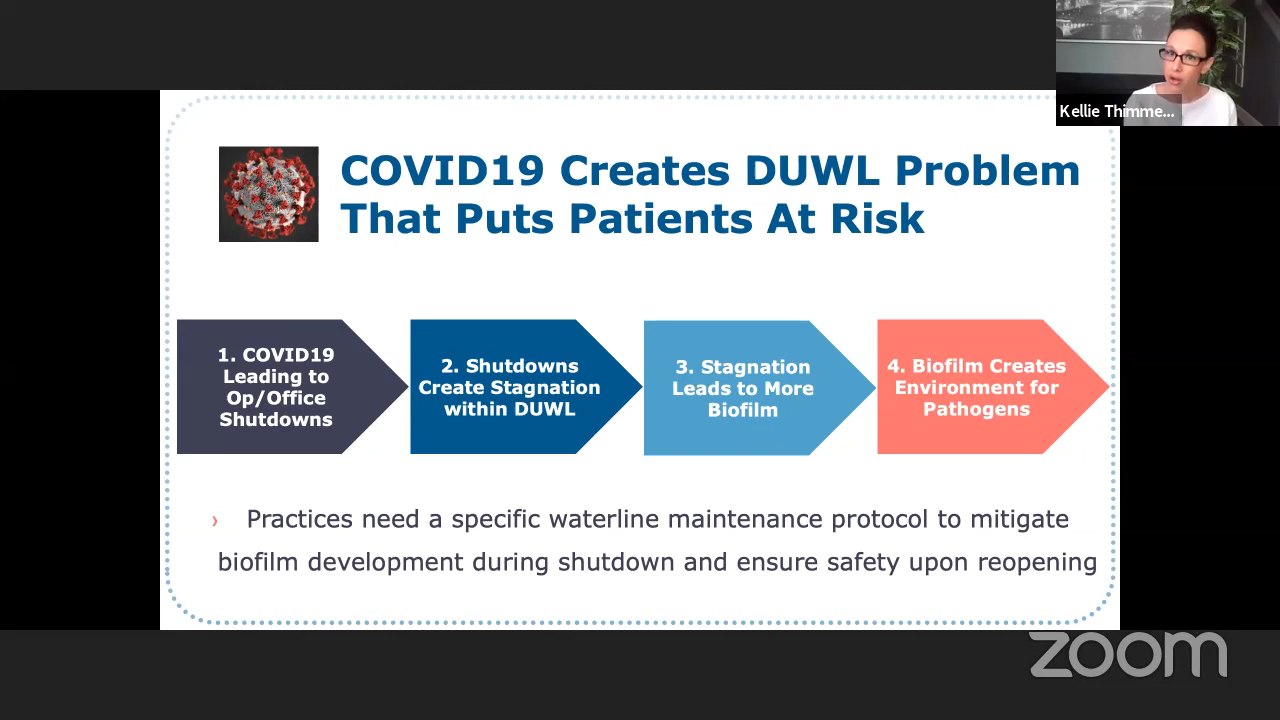 Kellie Thimme...
COVID19 Creates DUWL Problem
That Puts Patients At Risk
1. COVID19
Leading to
Op/Office
Shutdowns
2. Shutdowns
Create Stagnation
within DUWL
3. Stagnation
Leads to More
Biofilm
4. Biofilm Creates
Environment for
Pathogens
› Practices need a specific waterline maintenance protocol to mitigate
biofilm development during shutdown and ensure safety upon reopening
zoom